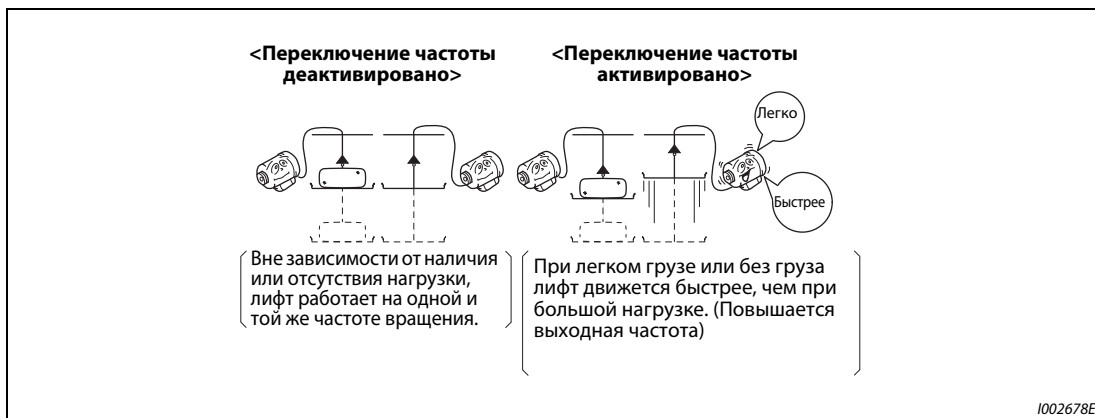 <Переключение частоты
деактивировано>
<Переключение частоты
активировано>
Легко
Быстрее
Вне зависимости от наличия
или отсутствия нагрузки,
лифт работает на одной и
той же частоте вращения.
При легком грузе или без груза
лифт движется быстрее, чем при
большой нагрузке. (Повышается
выходная частота)
I002678E